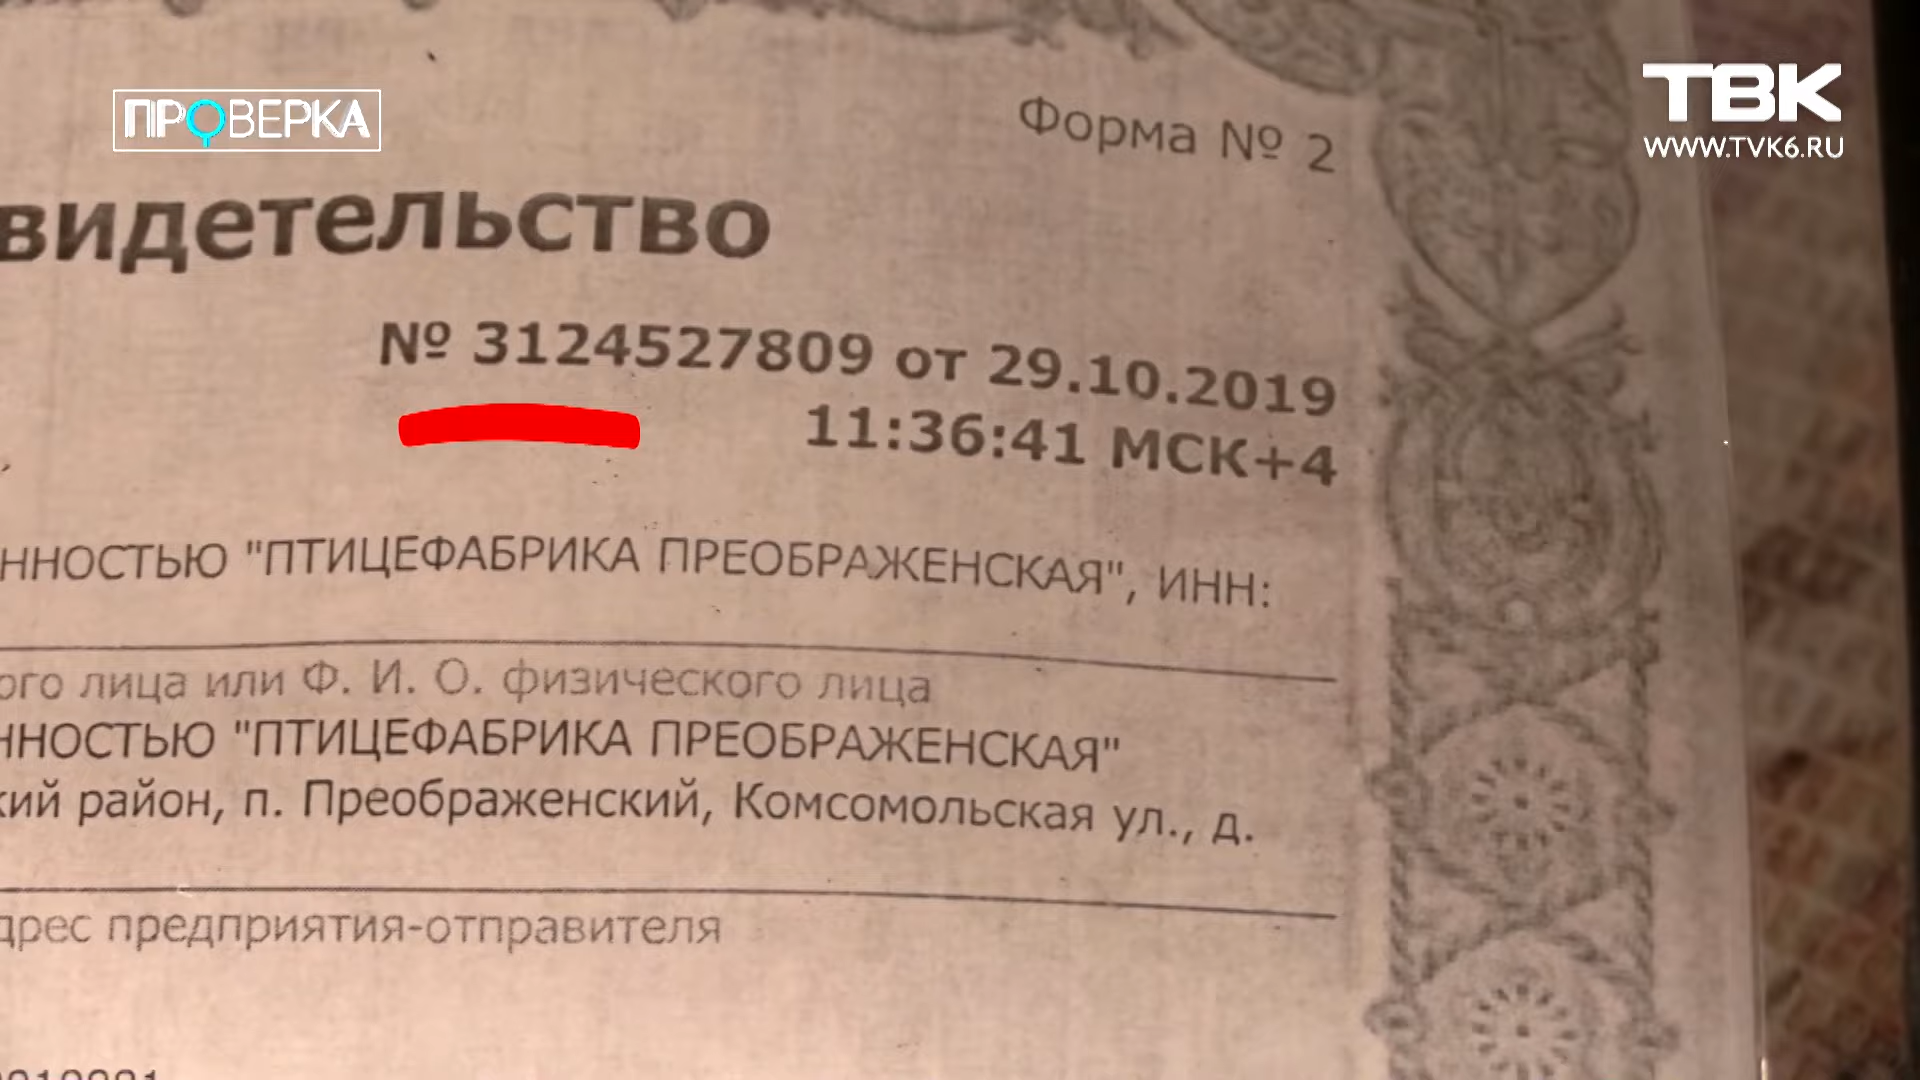 ПРОВЕРКА
ТВК
WWW.TVK6.RU
Форма № 2
видетельство
№ 3124527809 от 29.10.2019
11:36:41 МСК+4
нностью "ПТИЦЕФАБРИКА ПРЕОБРАЖЕНСКАЯ", ИНН:
ого лица или Ф. И. О. физического лица
нностью "ПТИЦЕФАБРИКА ПРЕОБРАЖЕНСКАЯ"
кий район, п. Преображенский, Комсомольская ул., д.
дрес предприятия-отправителя